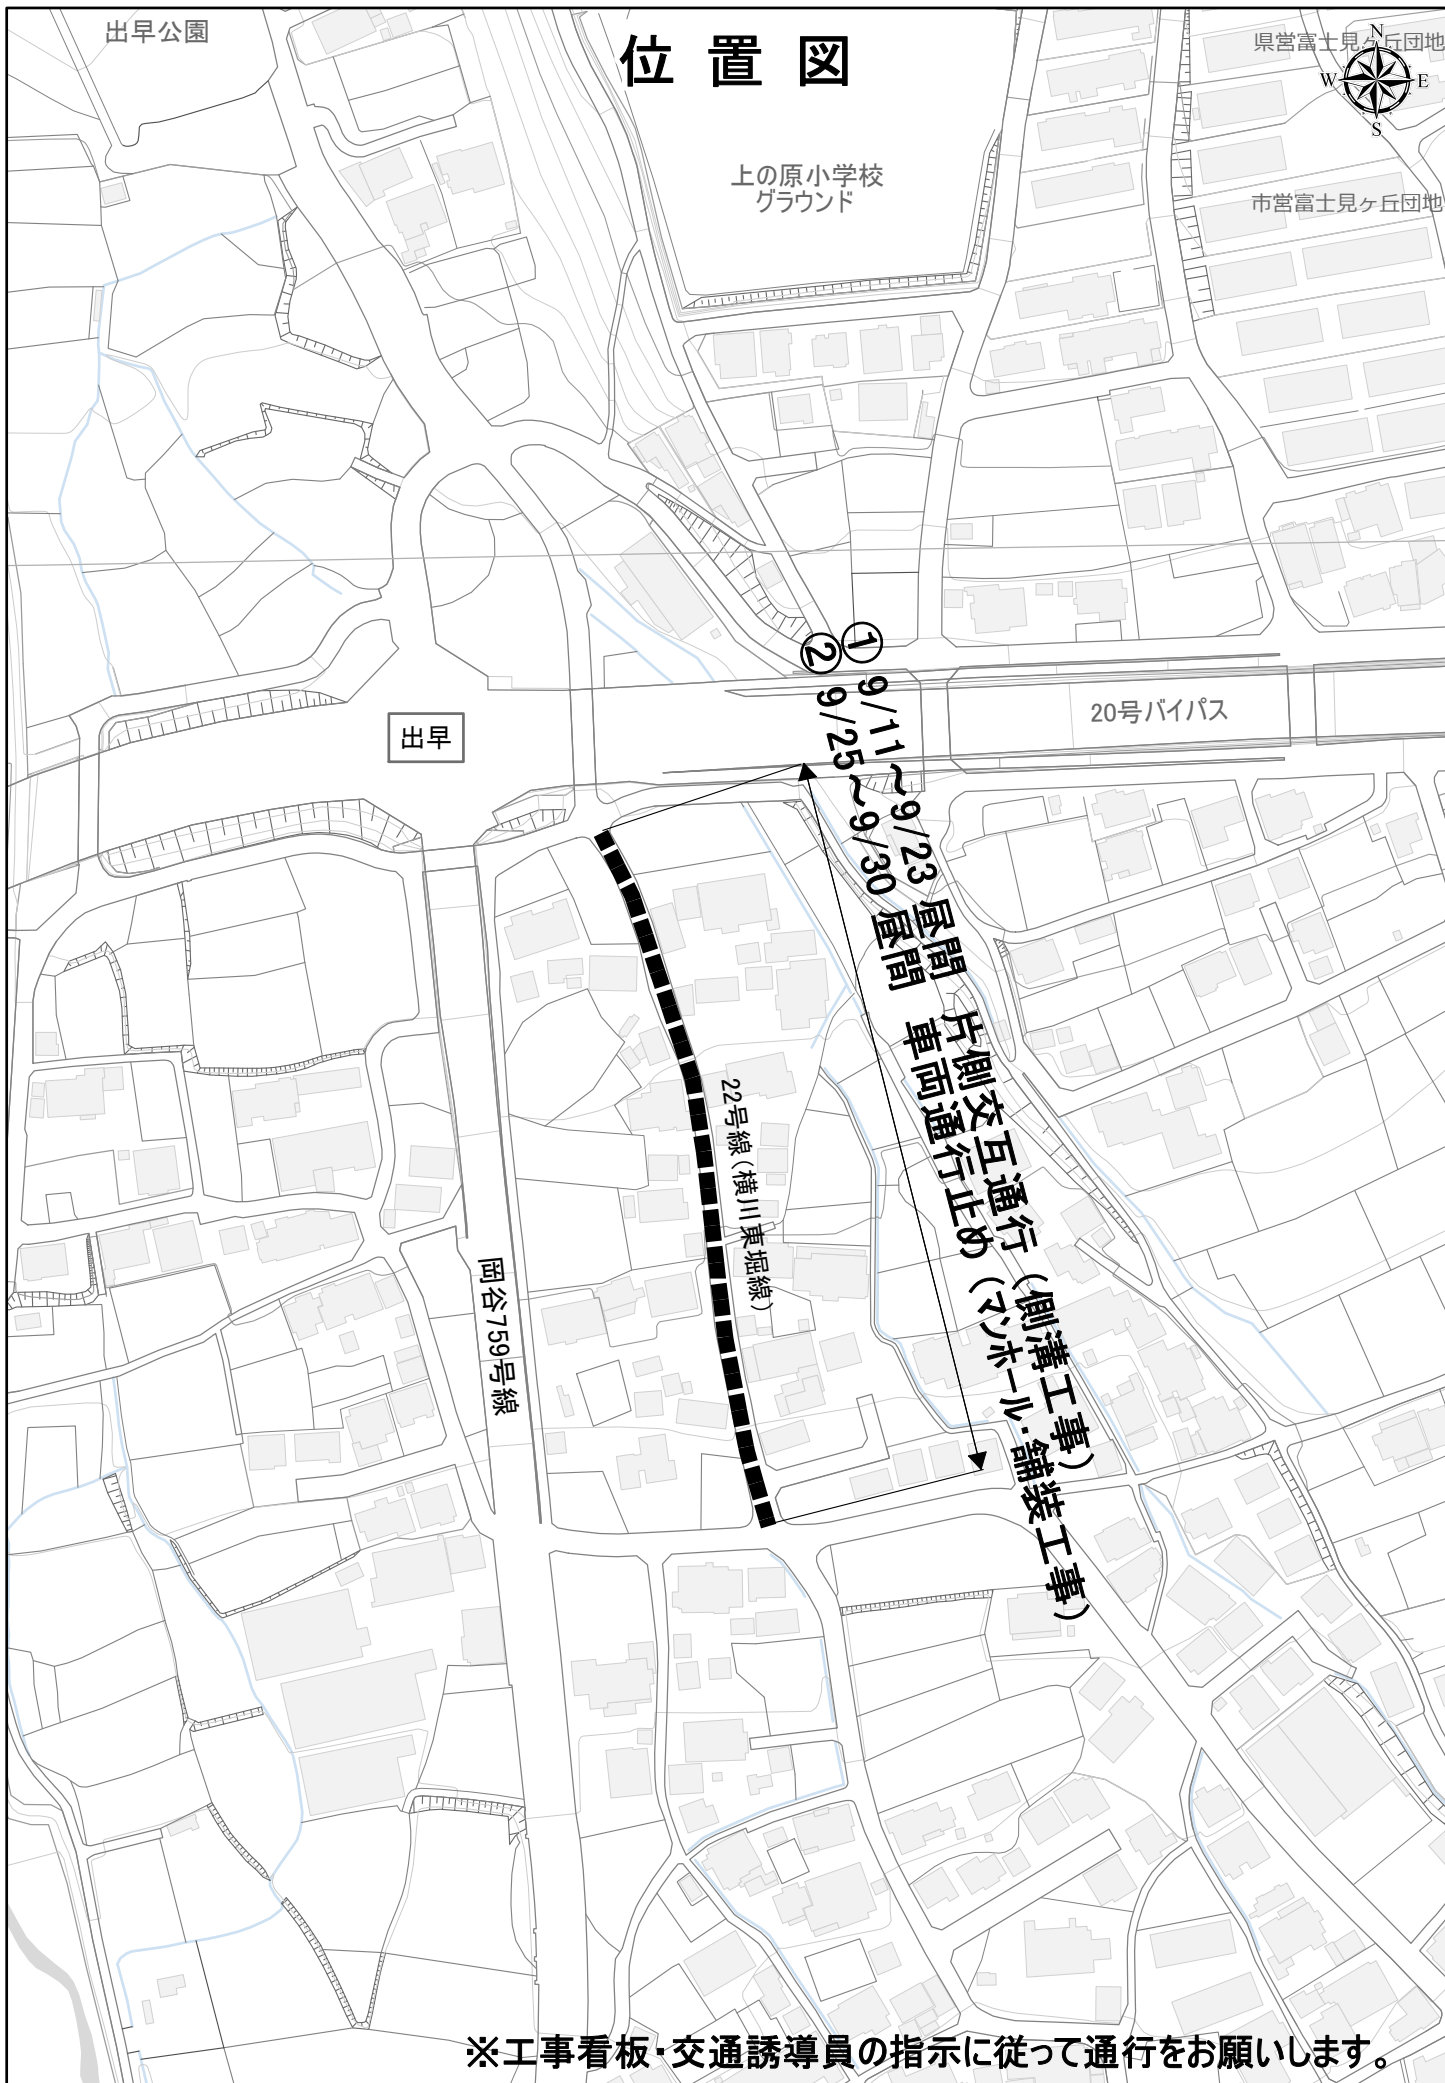 出早公園
位置図
県営富士見ヶ丘団地
N
W
E
S
上の原小学校
グラウンド
市営富士見ヶ丘団地
① 9/11～9/23 昼間 片側交互通行（側溝工事）
② 9/25～9/30 昼間 車両通行止め（マンホール・舗装工事）
20号バイパス
出早
22号線（横川東堀線）
岡谷759号線
※工事看板・交通誘導員の指示に従って通行をお願いします。